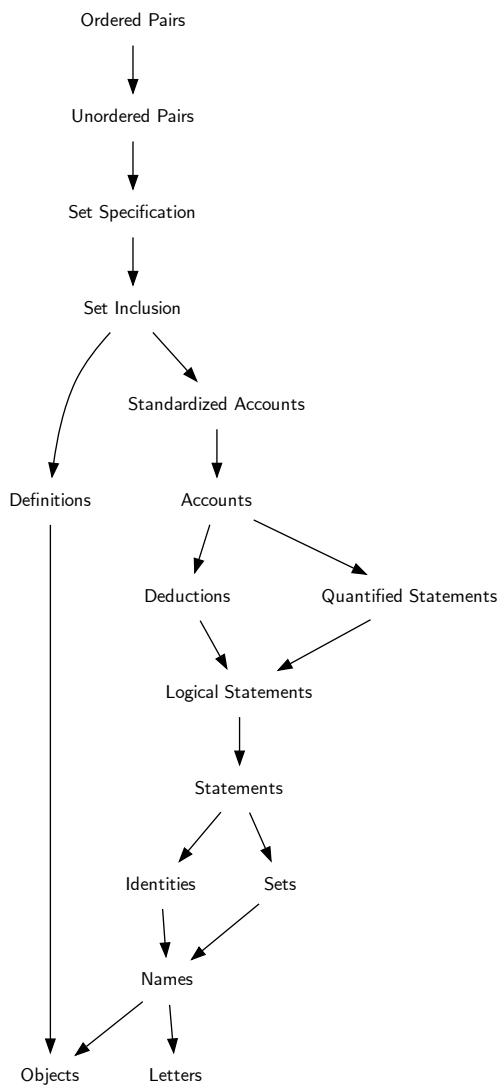 Ordered Pairs
Unordered Pairs
Set Specification
Set Inclusion
Standardized Accounts
Definitions
Accounts
Deductions
Quantified Statements
Logical Statements
Statements
Identities
Sets
Names
Objects
Letters